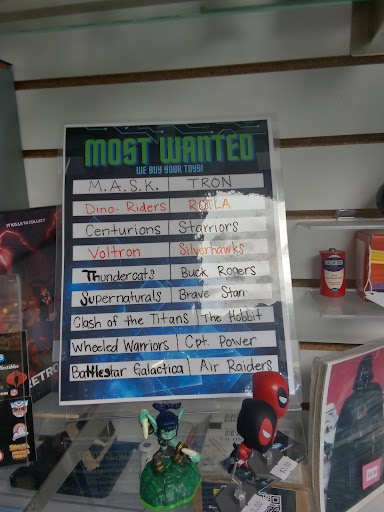 MOST WANTED
WE BUY YOUR TOYS!
M.A.S.K. TRON
Dino-Riders
Centurions Starriors
Voltron Silverhawks
Thundercats Buck Rogers
Supernaturals Brave Starr
Clash of the Titans The Hobbit
Wheeled Warriors Cpt. Power
Battlestar Galactica Air Raiders